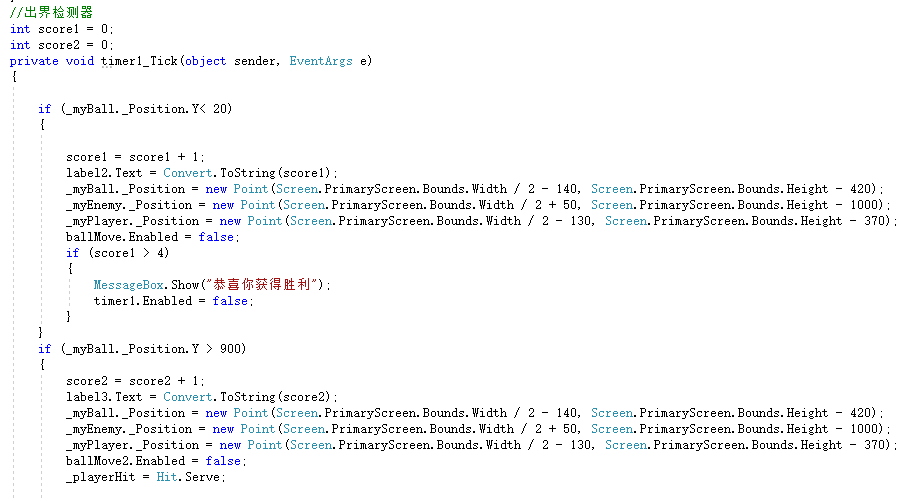 //出界检测器
int score1 = 0;
int score2 = 0;
private void timer1_Tick(object sender, EventArgs e)
{
if (_myBall._Position.Y< 20)
{
score1 = score1 + 1;
label2.Text = Convert.ToString(score1);
_myBall._Position = new Point(Screen.PrimaryScreen.Bounds.Width / 2 - 140, Screen.PrimaryScreen.Bounds.Height - 420);
_myEnemy._Position = new Point(Screen.PrimaryScreen.Bounds.Width / 2 + 50, Screen.PrimaryScreen.Bounds.Height - 1000);
_myPlayer._Position = new Point(Screen.PrimaryScreen.Bounds.Width / 2 - 130, Screen.PrimaryScreen.Bounds.Height - 370);
ballMove.Enabled = false;
if (score1 > 4)
{
MessageBox.Show("恭喜你获得胜利");
timer1.Enabled = false;
}
}
if (_myBall._Position.Y > 900)
{
score2 = score2 + 1;
label3.Text = Convert.ToString(score2);
_myBall._Position = new Point(Screen.PrimaryScreen.Bounds.Width / 2 - 140, Screen.PrimaryScreen.Bounds.Height - 420);
_myEnemy._Position = new Point(Screen.PrimaryScreen.Bounds.Width / 2 + 50, Screen.PrimaryScreen.Bounds.Height - 1000);
_myPlayer._Position = new Point(Screen.PrimaryScreen.Bounds.Width / 2 - 130, Screen.PrimaryScreen.Bounds.Height - 370);
ballMove2.Enabled = false;
_playerHit = Hit.Serve;